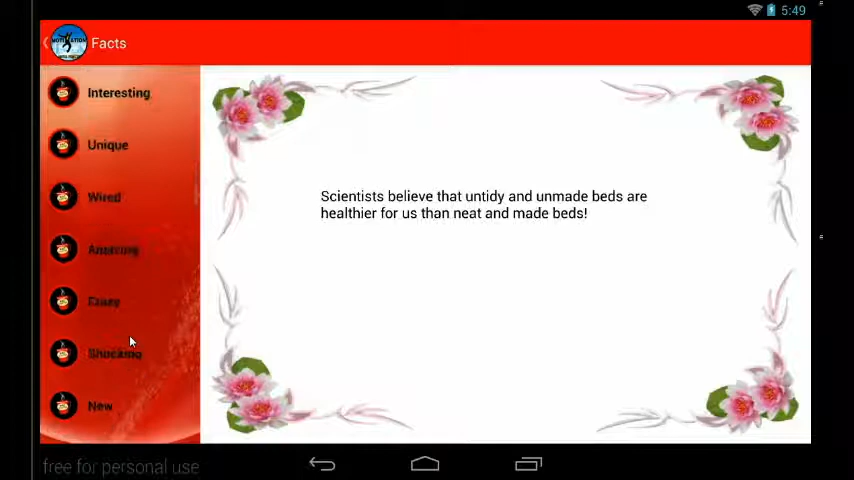 5:49
MOTIVATION
Facts
Interesting
Unique
Wired
Amazing
Crazy
Shocking
New
Scientists believe that untidy and unmade beds are
healthier for us than neat and made beds!
free for personal use